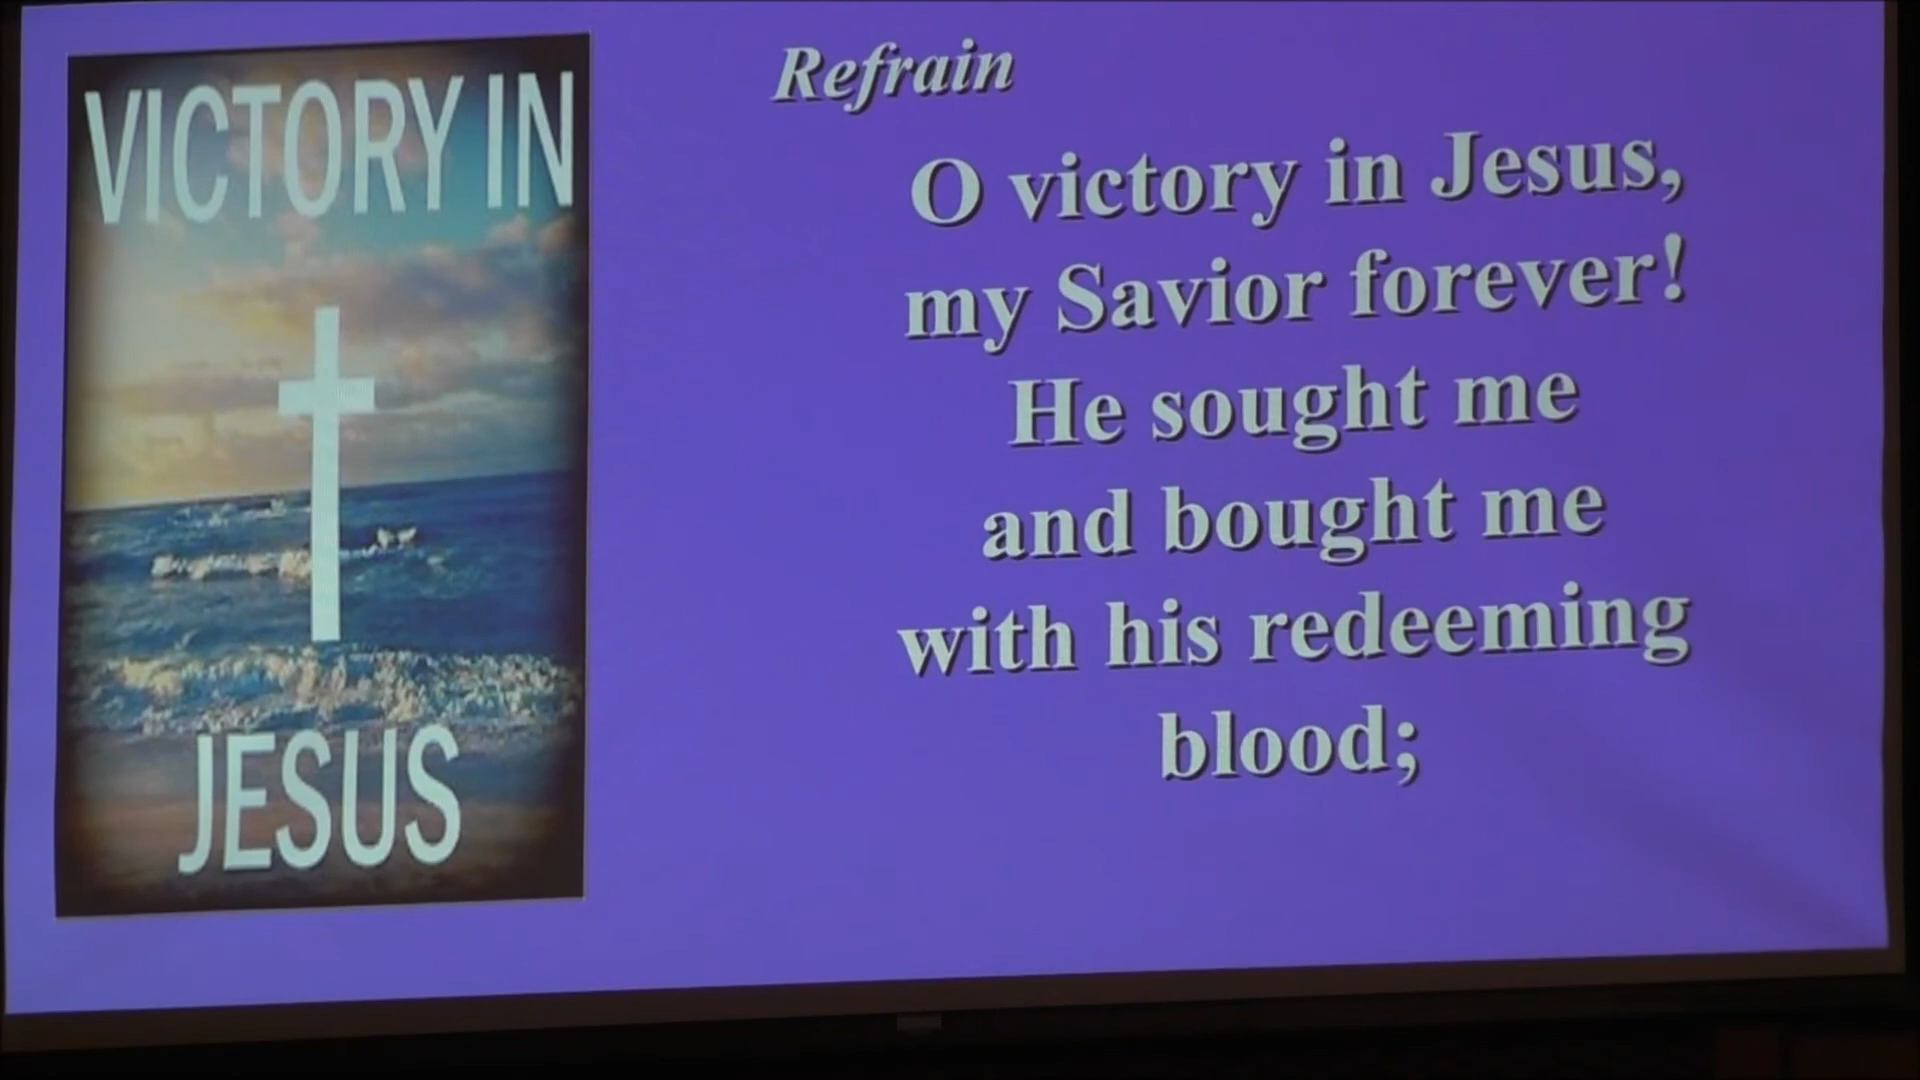 VICTORY IN
JESUS
Refrain
O victory in Jesus,
my Savior forever!
He sought me
and bought me
with his redeeming
blood;